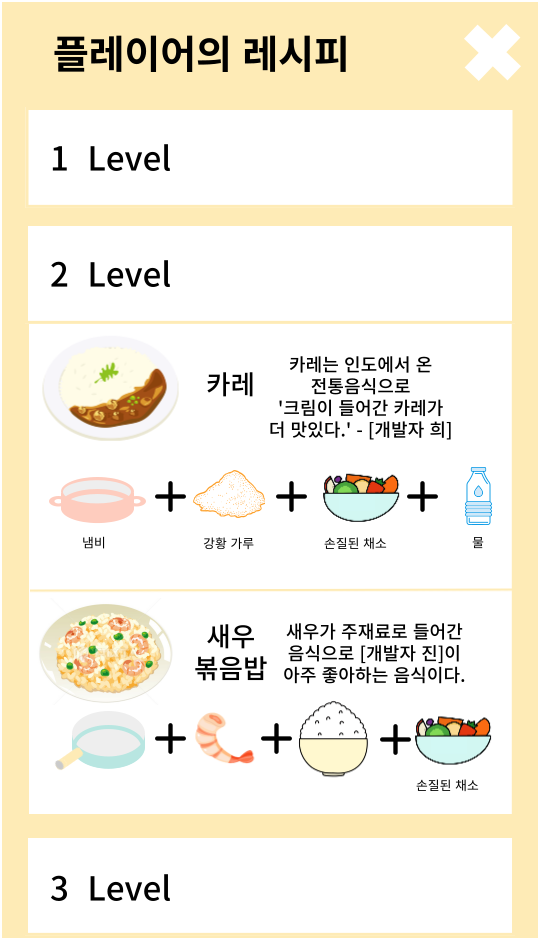 플레이어의 레시피
1 Level
2 Level
카레
카레는 인도에서 온
전통음식으로
'크림이 들어간 카레가
더 맛있다.' - [개발자 희]
냄비
강황 가루
손질된 채소
물
새우
볶음밥
새우가 주재료로 들어간
음식으로 [개발자 진]이
아주 좋아하는 음식이다.
손질된 채소
3 Level